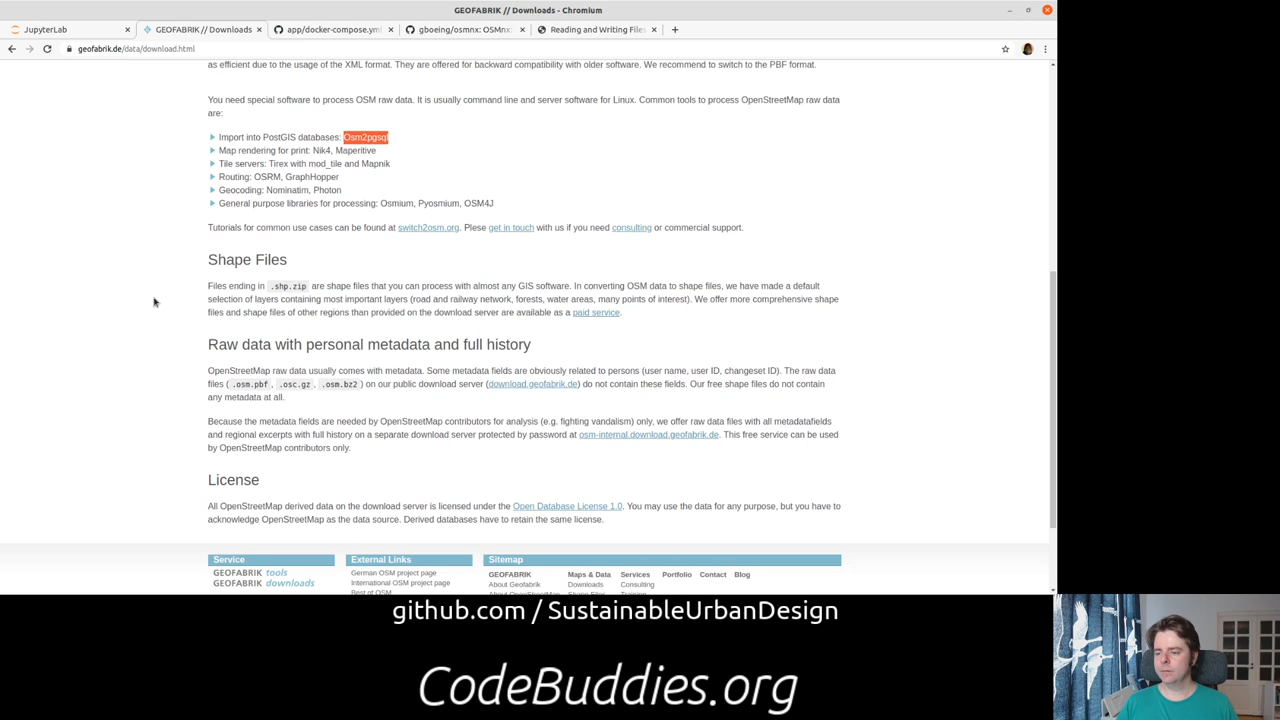 GEOFABRIK // Downloads - Chromium
JupyterLab
GEOFABRIK // Downloads
app/docker-compose.yml
gboeing/osmnx: OSMnx:
Reading and Writing Files
geofabrik.de/data/download.html
as efficient due to the usage of the XML format. They are offered for backward compatibility with older software. We recommend to switch to the PBF format.
You need special software to process OSM raw data. It is usually command line and server software for Linux. Common tools to process OpenStreetMap raw data
are:
Import into PostGIS databases: Osm2pgsql
Map rendering for print: Nik4, Maperitive
Tile servers: Tirex with mod_tile and Mapnik
Routing: OSRM, GraphHopper
Geocoding: Nominatim, Photon
General purpose libraries for processing: Osmium, Pyosmium, OSM4J
Tutorials for common use cases can be found at switch2osm.org. Plese get in touch with us if you need consulting or commercial support.
Shape Files
Files ending in .shp.zip are shape files that you can process with almost any GIS software. In converting OSM data to shape files, we have made a default
selection of layers containing most important layers (road and railway network, forests, water areas, many points of interest). We offer more comprehensive shape
files and shape files of other regions than provided on the download server are available as a paid service.
Raw data with personal metadata and full history
OpenStreetMap raw data usually comes with metadata. Some metadata fields are obviously related to persons (user name, user ID, changeset ID). The raw data
files ( .osm.pbf, .osc.gz, .osm.bz2 ) on our public download server (download.geofabrik.de) do not contain these fields. Our free shape files do not contain
any metadata at all.
Because the metadata fields are needed by OpenStreetMap contributors for analysis (e.g. fighting vandalism) only, we offer raw data files with all metadatafields
and regional excerpts with full history on a separate download server protected by password at osm-internal.download.geofabrik.de. This free service can be used
by OpenStreetMap contributors only.
License
All OpenStreetMap derived data on the download server is licensed under the Open Database License 1.0. You may use the data for any purpose, but you have to
acknowledge OpenStreetMap as the data source. Derived databases have to retain the same license.
Service
External Links
Sitemap
GEOFABRIK tools
GEOFABRIK downloads
German OSM project page
International OSM project page
Best of OSM
GEOFABRIK
Maps & Data
Services
Portfolio
Contact
Blog
About Geofabrik
Downloads
Consulting
About OpenStreetMap
Shape Files
Training
github.com / SustainableUrbanDesign
CodeBuddies.org